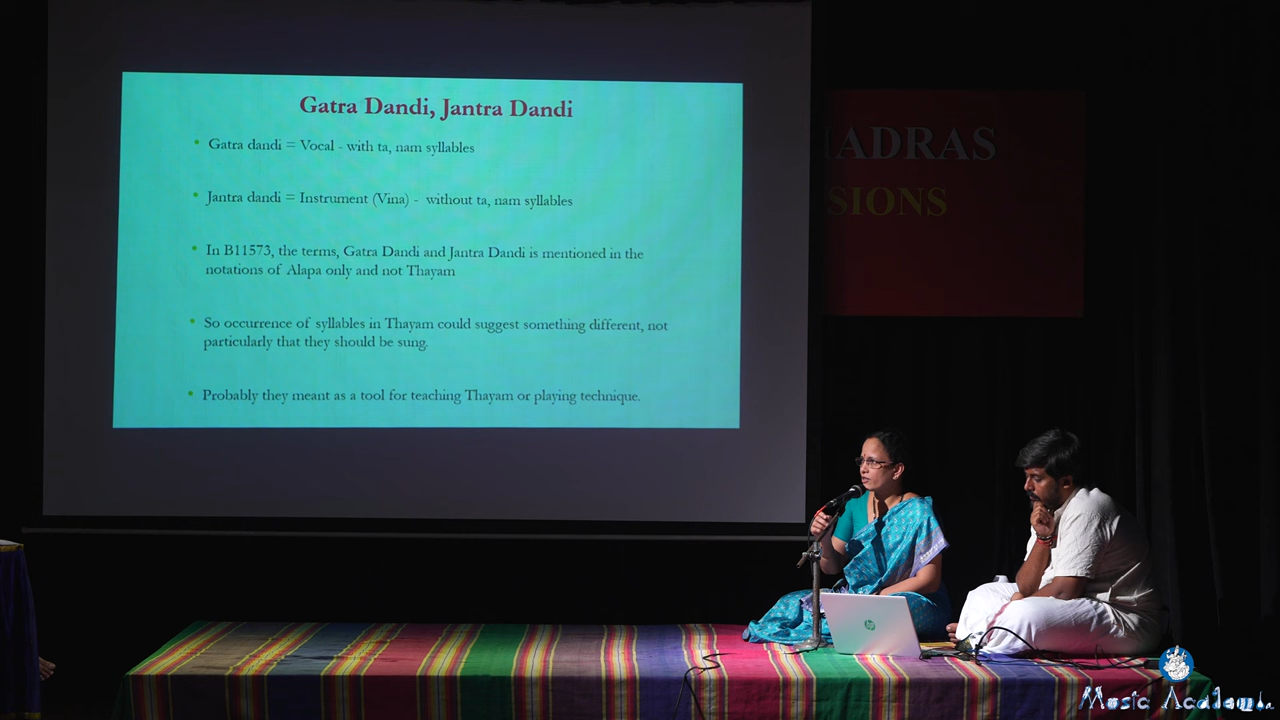 Gatra Dandi, Jantra Dandi
• Gatra dandi = Vocal - with ta, nam syllables
• Jantra dandi = Instrument (Vina) - without ta, nam syllables
• In B11573, the terms, Gatra Dandi and Jantra Dandi is mentioned in the
notations of Alapa only and not Thayam
• So occurrence of syllables in Thayam could suggest something different, not
particularly that they should be sung.
• Probably they meant as a tool for teaching Thayam or playing technique.
ADRAS
SIONS
hp
Music Academy